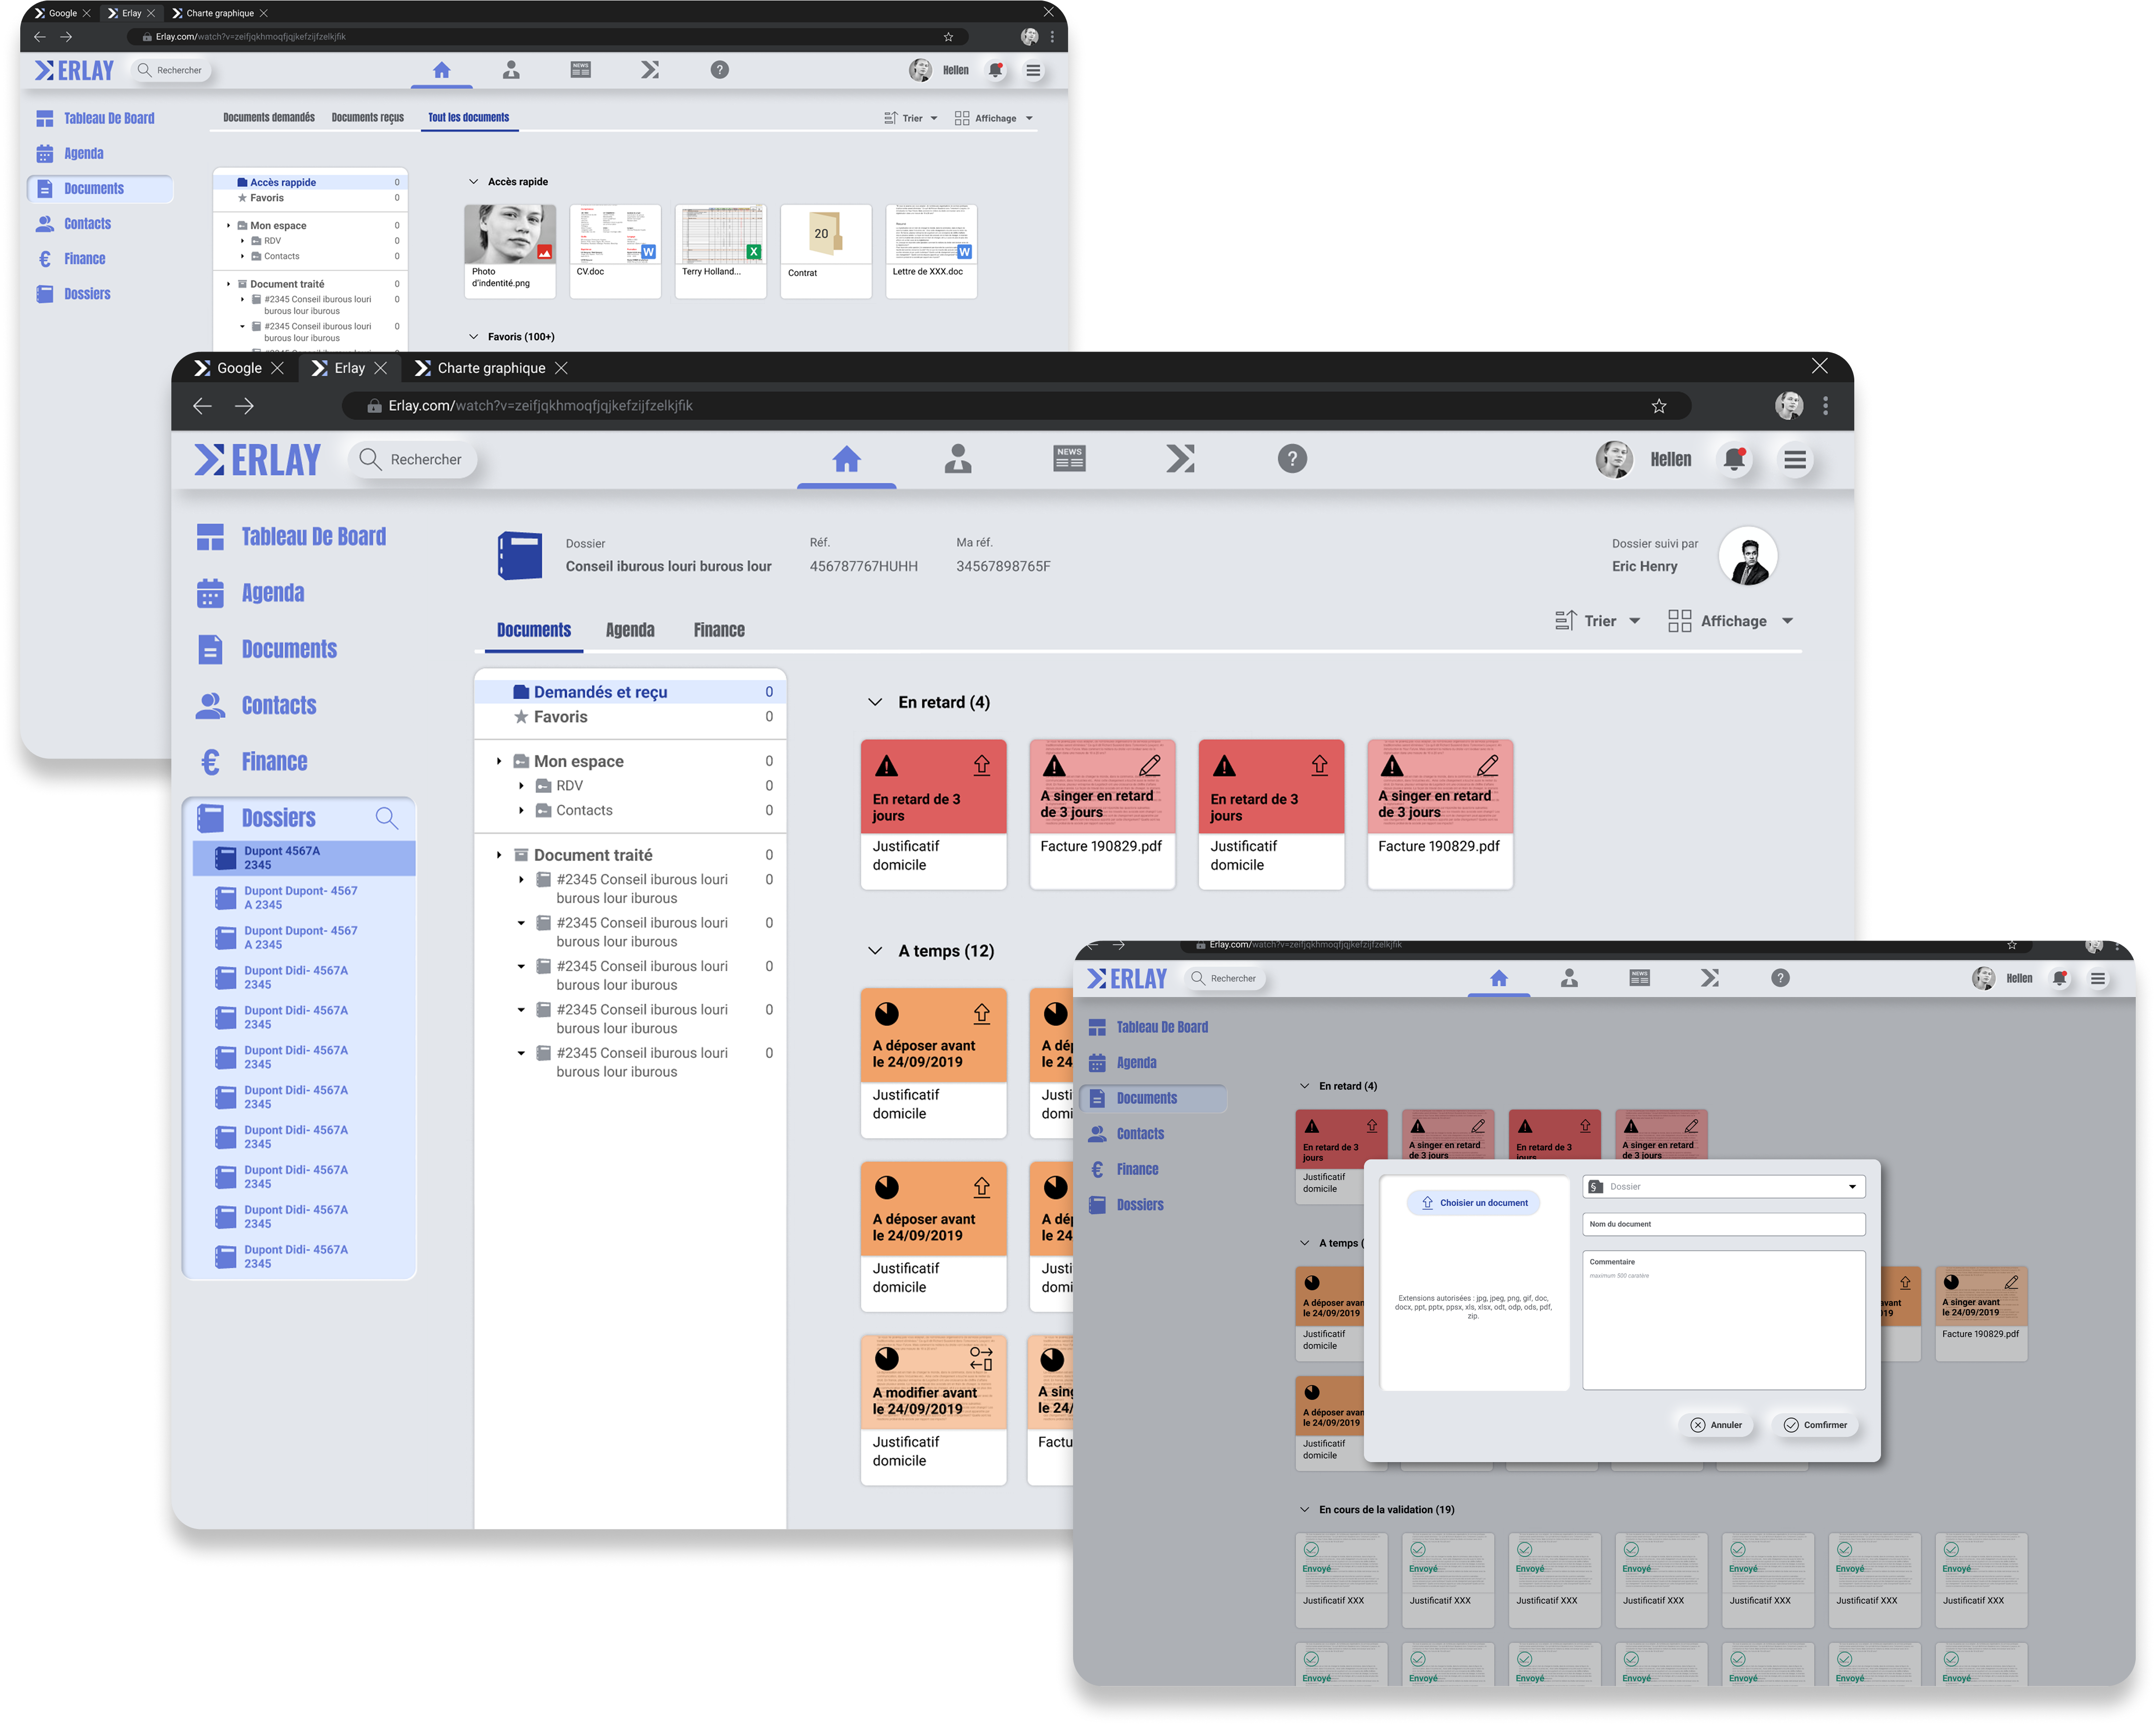 Google
Erlay
Charte graphique
Erlay.com/watch?v=zeifjqkhmoqfjqjkefzijfzelkjfik
ERLAY
Rechercher
NEWS
?
Hellen
Tableau De Board
Agenda
Documents
Contacts
Finance
Dossiers
Documents demandés
Documents reçus
Tout les documents
Trier
Affichage
Accès rappide 0
Favoris 0
Mon espace 0
RDV 0
Contacts 0
Document traité 0
#2345 Conseil iburous louri 0
burous lour iburous
#2345 Conseil iburous louri 0
burous lour iburous
Accès rapide
W
X
20
W
Photo
d'indentité.png
CV.doc
Terry Holland...
Contrat
Lettre de XXX.doc
Favoris (100+)
Google
Erlay
Charte graphique
Erlay.com/watch?v=zeifjqkhmoqfjqjkefzijfzelkjfik
ERLAY
Rechercher
NEWS
?
Hellen
Tableau De Board
Agenda
Documents
Contacts
Finance
Dossiers
Dupont 4567A
2345
Dupont Dupont- 4567
A 2345
Dupont Dupont- 4567
A 2345
Dupont Didi- 4567A
2345
Dupont Didi- 4567A
2345
Dupont Didi- 4567A
2345
Dupont Didi- 4567A
2345
Dupont Didi- 4567A
2345
Dupont Didi- 4567A
2345
Dupont Didi- 4567A
2345
Dupont Didi- 4567A
2345
Dossier
Conseil iburous louri burous lour
Réf.
456787767HUHH
Ma réf.
34567898765F
Dossier suivi par
Eric Henry
Documents
Agenda
Finance
Trier
Affichage
Demandés et reçu 0
Favoris 0
Mon espace 0
RDV 0
Contacts 0
Document traité 0
#2345 Conseil iburous louri 0
burous lour iburous
#2345 Conseil iburous louri 0
burous lour iburous
#2345 Conseil iburous louri 0
burous lour iburous
#2345 Conseil iburous louri 0
burous lour iburous
#2345 Conseil iburous louri 0
burous lour iburous
En retard (4)
En retard de 3
jours
Justificatif
domicile
A singer en retard
de 3 jours
Facture 190829.pdf
En retard de 3
jours
Justificatif
domicile
A singer en retard
de 3 jours
Facture 190829.pdf
A temps (12)
A déposer avant
le 24/09/2019
Justificatif
domicile
A dé
le 24
Justi
domi
A déposer avant
le 24/09/2019
Justificatif
domicile
A dé
le 24
Justi
domi
A modifier avant
le 24/09/2019
Justificatif
domicile
A sing
le 24/
Factu
Erlay.com/watch?v=zeifjqkhmoqfjqjkefzijfzelkjfik
ERLAY
Rechercher
NEWS
?
Hellen
Tableau De Board
Agenda
Documents
Contacts
Finance
Dossiers
En retard (4)
En retard de 3
jours
Justificatif
domicile
A singer en retard
de 3 jours
En retard de 3
jours
A singer en retard
de 3 jours
A temps (
A déposer avan
le 24/09/2019
Justificatif
domicile
avant
19
A singer avant
le 24/09/2019
Facture 190829.pdf
A déposer avan
le 24/09/2019
Justificatif
domicile
Choisier un document
Extensions autorisées : jpg, jpeg, png, gif, doc,
docx, ppt, pptx, ppsx, xls, xlsx, odt, odp, ods, pdf,
zip.
Dossier
Nom du document
Commentaire
maximum 500 caratère
Annuler
Comfirmer
En cours de la validation (19)
Envoyé
Envoyé
Envoyé
Envoyé
Envoyé
Envoyé
Envoyé
Justificatif XXX
Justificatif XXX
Justificatif XXX
Justificatif XXX
Justificatif XXX
Justificatif XXX
Justificatif XXX
Envoyé
Envoyé
Envoyé
Envoyé
Envoyé
Envoyé
Envoyé